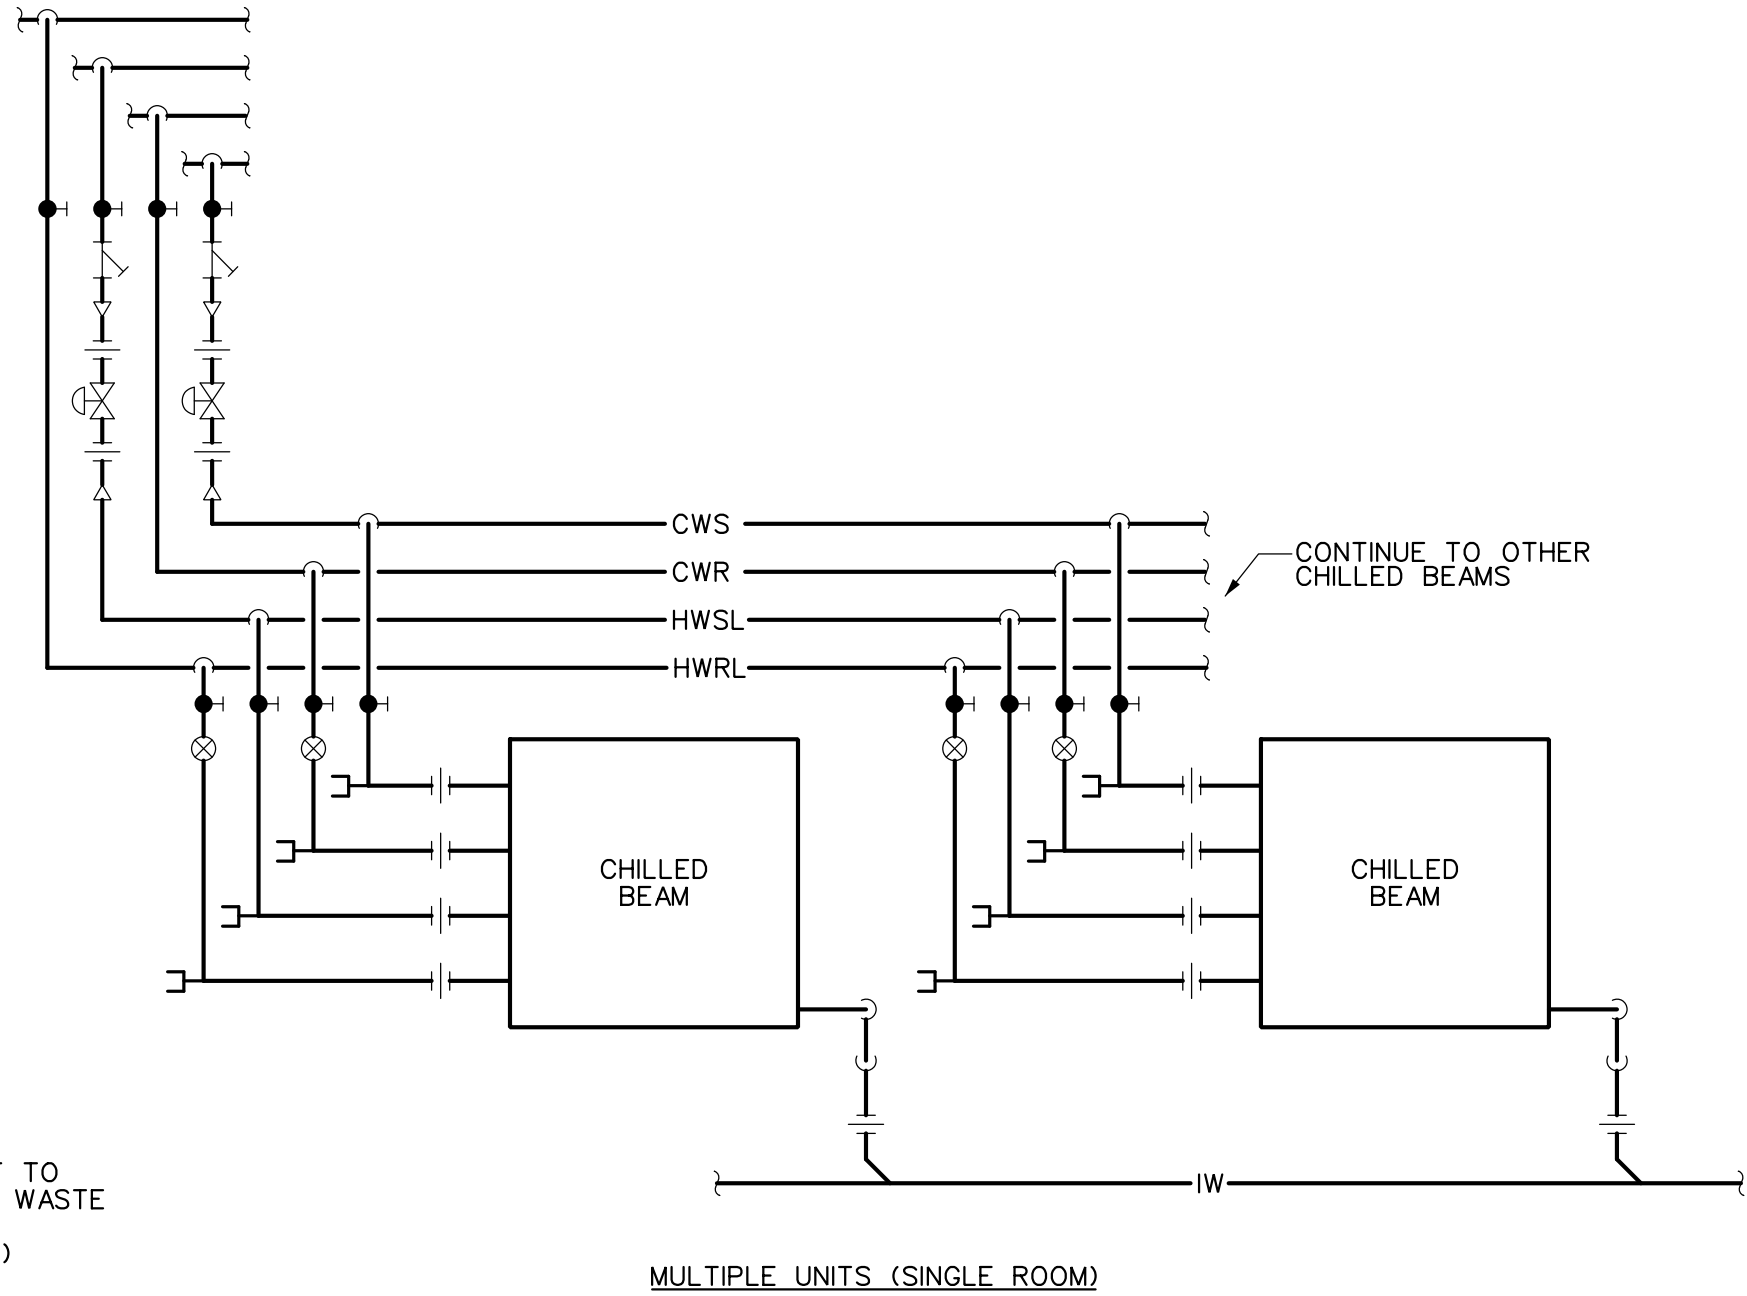 CWS
CWR
HWSL
HWRL
CONTINUE TO OTHER
CHILLED BEAMS
CHILLED
BEAM
CHILLED
BEAM
TO
WASTE
)
IW
MULTIPLE UNITS (SINGLE ROOM)